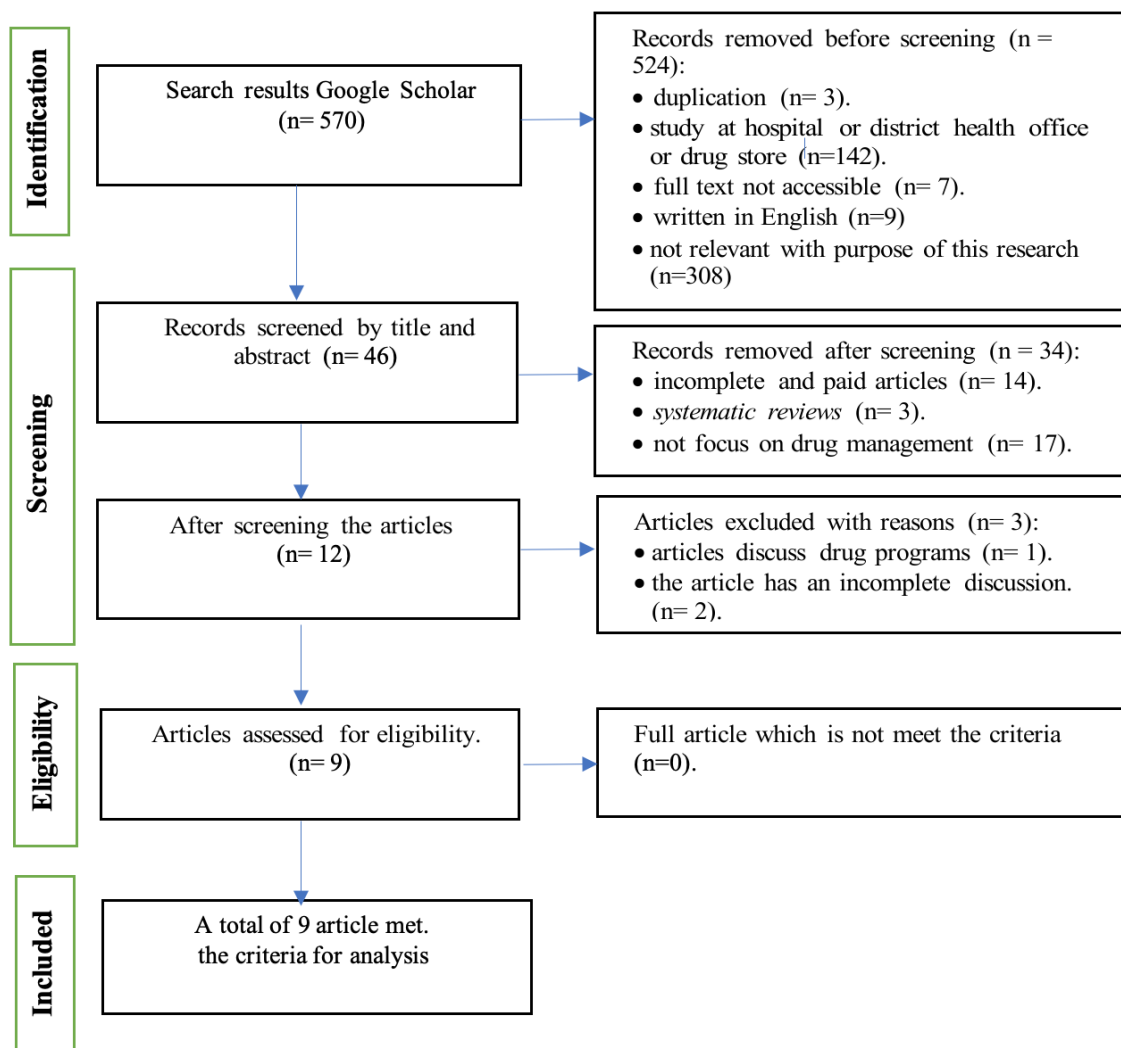 Identification
Search results Google Scholar
(n= 570)
Records removed before screening (n =
524):
• duplication (n= 3).
• study at hospital or district health office
or drug store (n=142).
• full text not accessible (n= 7).
• written in English (n=9)
• not relevant with purpose of this research
(n=308)
Screening
Records screened by title and
abstract (n= 46)
Records removed after screening (n = 34):
• incomplete and paid articles (n= 14).
• systematic reviews (n= 3).
• not focus on drug management (n= 17).
After screening the articles
(n= 12)
Articles excluded with reasons (n= 3):
• articles discuss drug programs (n= 1).
• the article has an incomplete discussion.
(n= 2).
Eligibility
Articles assessed for eligibility.
(n= 9)
Full article which is not meet the criteria
(n=0).
Included
A total of 9 article met.
the criteria for analysis